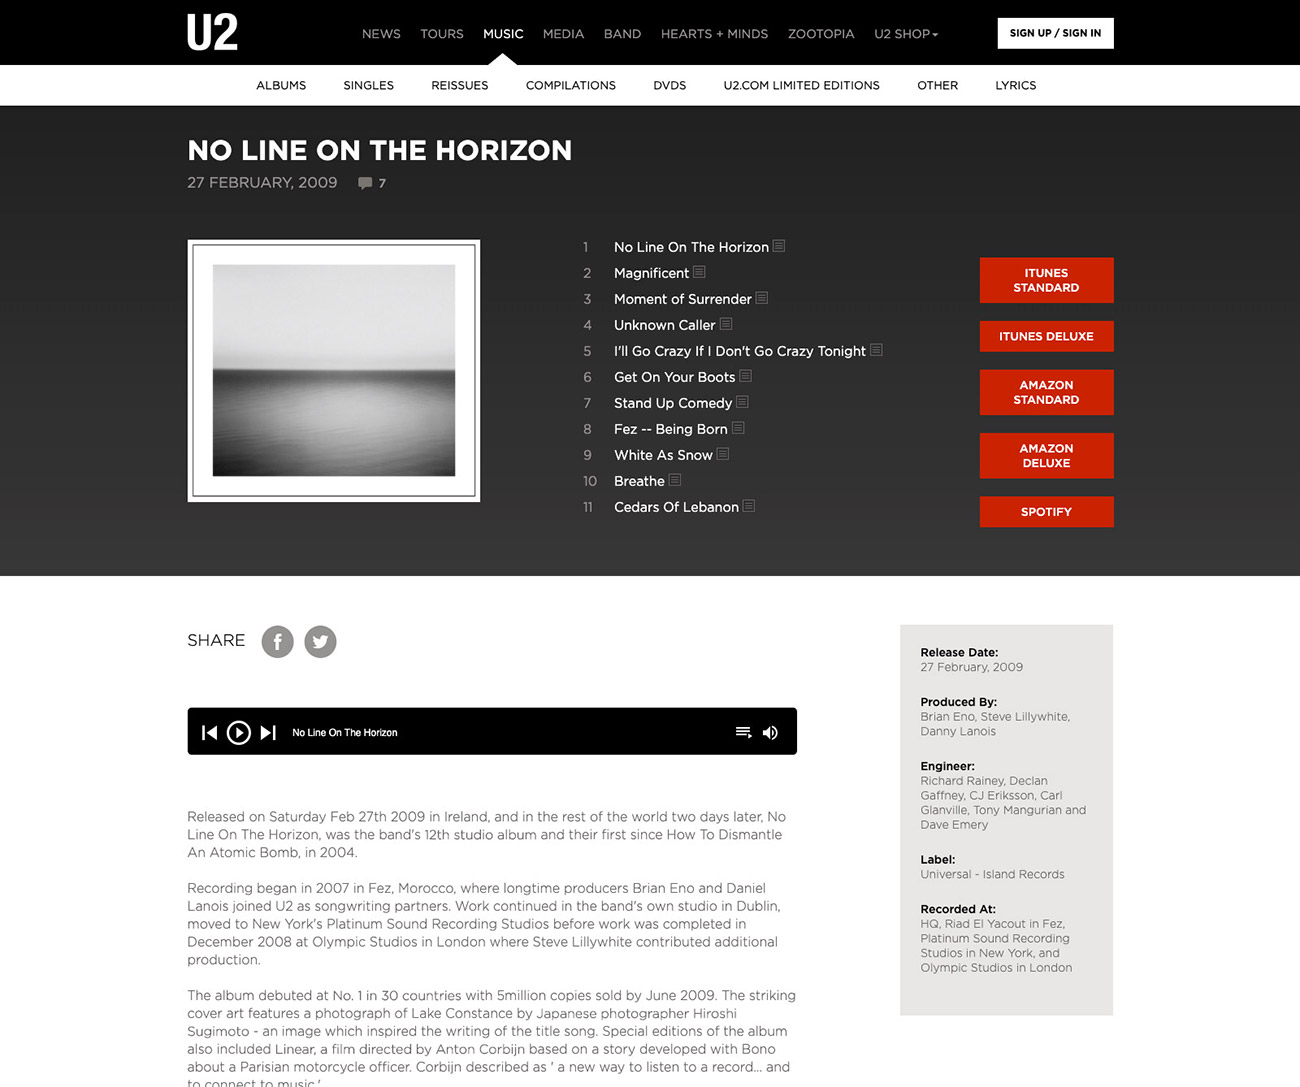 U2
NEWS TOURS MUSIC MEDIA BAND HEARTS + MINDS ZOOTOPIA U2 SHOP
SIGN UP / SIGN IN
ALBUMS SINGLES REISSUES COMPILATIONS DVDS U2.COM LIMITED EDITIONS OTHER LYRICS
NO LINE ON THE HORIZON
27 FEBRUARY, 2009 7
1 No Line On The Horizon
2 Magnificent
3 Moment of Surrender
4 Unknown Caller
5 I'll Go Crazy If I Don't Go Crazy Tonight
6 Get On Your Boots
7 Stand Up Comedy
8 Fez -- Being Born
9 White As Snow
10 Breathe
11 Cedars Of Lebanon
ITUNES
STANDARD
ITUNES DELUXE
AMAZON
STANDARD
AMAZON
DELUXE
SPOTIFY
SHARE
No Line On The Horizon
Released on Saturday Feb 27th 2009 in Ireland, and in the rest of the world two days later, No
Line On The Horizon, was the band's 12th studio album and their first since How To Dismantle
An Atomic Bomb, in 2004.
Recording began in 2007 in Fez, Morocco, where longtime producers Brian Eno and Daniel
Lanois joined U2 as songwriting partners. Work continued in the band's own studio in Dublin,
moved to New York's Platinum Sound Recording Studios before work was completed in
December 2008 at Olympic Studios in London where Steve Lillywhite contributed additional
production.
The album debuted at No. 1 in 30 countries with 5million copies sold by June 2009. The striking
cover art features a photograph of Lake Constance by Japanese photographer Hiroshi
Sugimoto - an image which inspired the writing of the title song. Special editions of the album
also included Linear, a film directed by Anton Corbijn based on a story developed with Bono
about a Parisian motorcycle officer. Corbijn described as ' a new way to listen to a record... and
to connect to music.'
Release Date:
27 February, 2009
Produced By:
Brian Eno, Steve Lillywhite,
Danny Lanois
Engineer:
Richard Rainey, Declan
Gaffney, CJ Eriksson, Carl
Glanville, Tony Mangurian and
Dave Emery
Label:
Universal - Island Records
Recorded At:
HQ, Riad El Yacout in Fez,
Platinum Sound Recording
Studios in New York, and
Olympic Studios in London